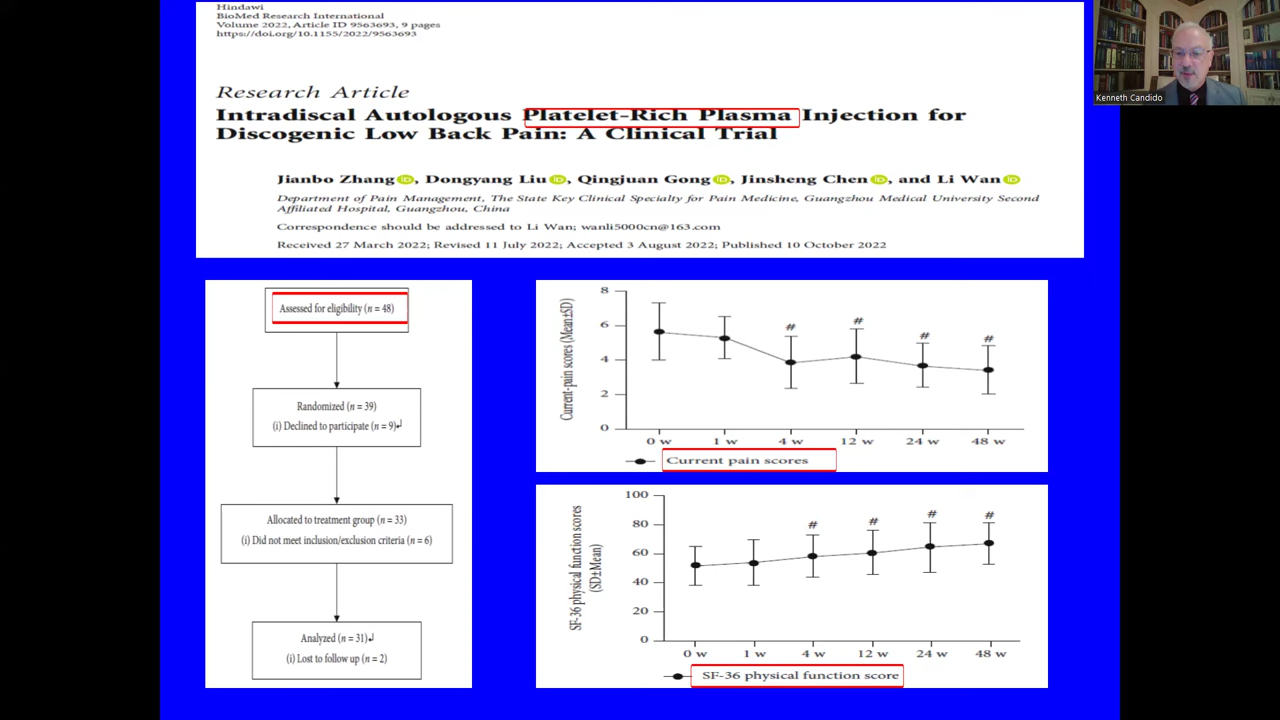 Hindawi
BioMed Research International
Volume 2022, Article ID 9563693, 9 pages
https://doi.org/10.1155/2022/9563693
Research Article
Intradiscal Autologous Platelet-Rich Plasma Injection for
Discogenic Low Back Pain: A Clinical Trial
Jianbo Zhang, Dongyang Liu, Qingjuan Gong, Jinsheng Chen, and Li Wan
Department of Pain Management, The State Key Clinical Specialty for Pain Medicine, Guangzhou Medical University Second
Affiliated Hospital, Guangzhou, China
Correspondence should be addressed to Li Wan; wanli5000cn@163.com
Received 27 March 2022; Revised 11 July 2022; Accepted 3 August 2022; Published 10 October 2022
Kenneth Candido
Assessed for eligibility (n = 48)
Randomized (n = 39)
(i) Declined to participate (n = 9)↲
Allocated to treatment group (n = 33)
(i) Did not meet inclusion/exclusion criteria (n = 6)
Analyzed (n = 31)↲
(i) Lost to follow up (n = 2)
Current-pain scores (Mean±SD)
8
6
4
2
0
# # # #
0 w 1 w 4 w 12 w 24 w 48 w
Current pain scores
SF-36 physical function scores
(SD±Mean)
100
80
60
40
20
0
# # # #
0 w 1 w 4 w 12 w 24 w 48 w
SF-36 physical function score